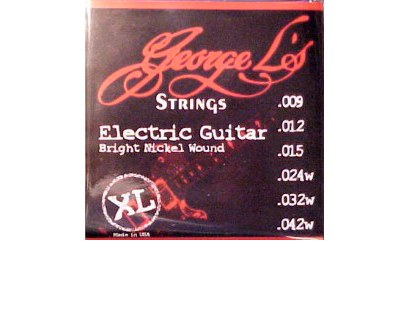 George L's
STRINGS
Electric Guitar
Bright Nickel Wound
.009
.012
.015
.024w
.032w
.042w
XL
Made in USA